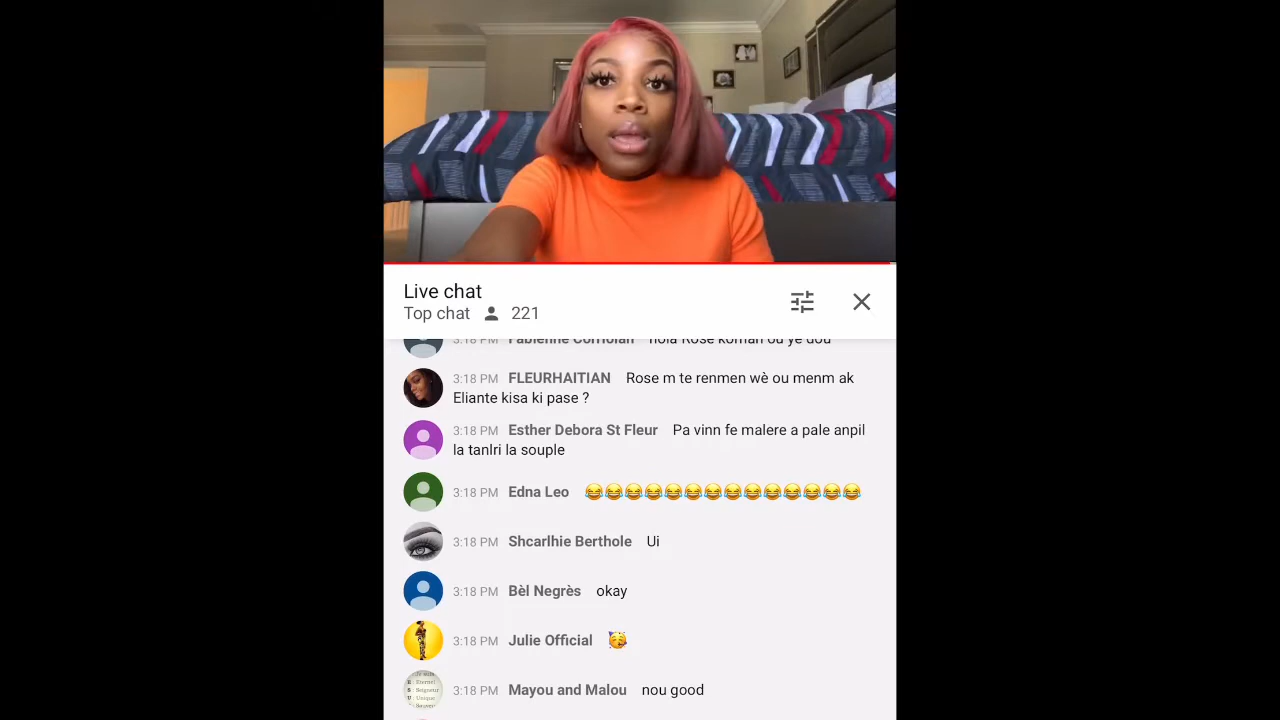 Live chat
Top chat 221
3:18 PM Fabienne Corriolan hola Rose koman ou ye dou
3:18 PM FLEURHAITIAN Rose m te renmen wè ou menm ak
Eliante kisa ki pase ?
3:18 PM Esther Debora St Fleur Pa vinn fe malere a pale anpil
la tanlri la souple
3:18 PM Edna Leo 😂😂😂😂😂😂😂😂😂😂😂😂😂😂
3:18 PM Shcarlhie Berthole Ui
3:18 PM Bèl Negrès okay
3:18 PM Julie Official 🥳
3:18 PM Mayou and Malou nou good